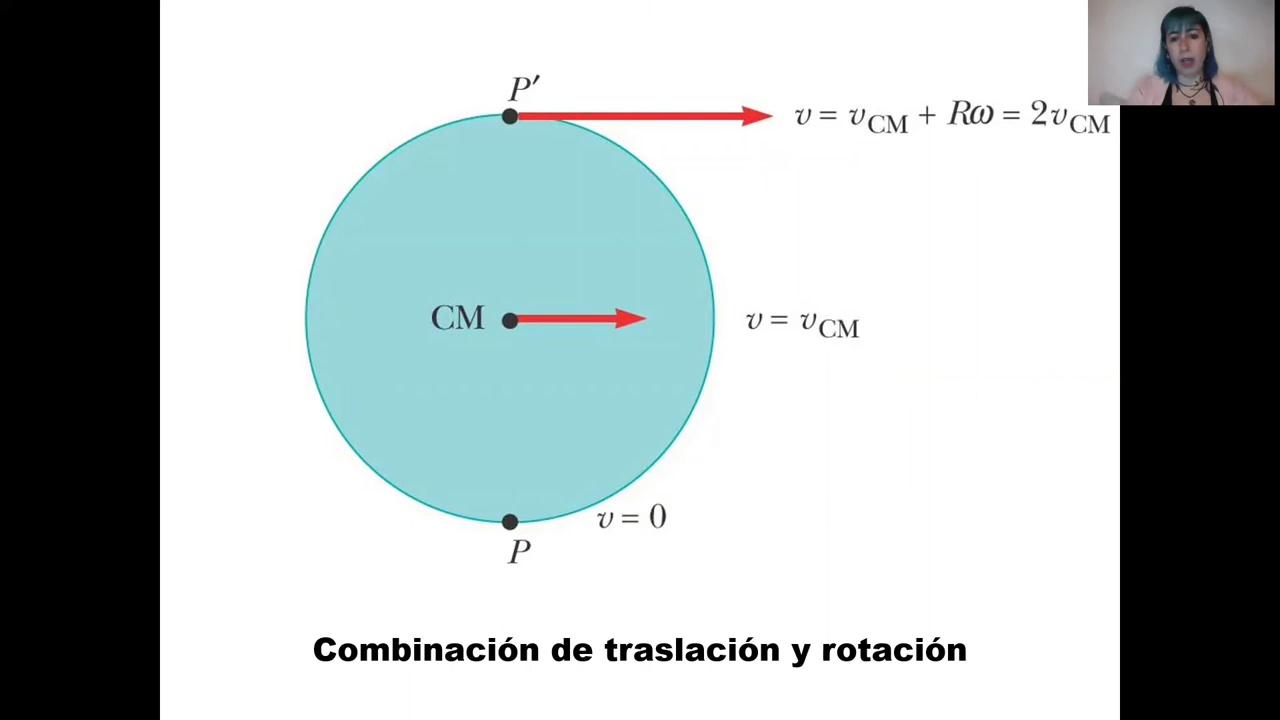 P′
v = v_CM + Rω = 2v_CM
CM
v = v_CM
v = 0
P
Combinación de traslación y rotación